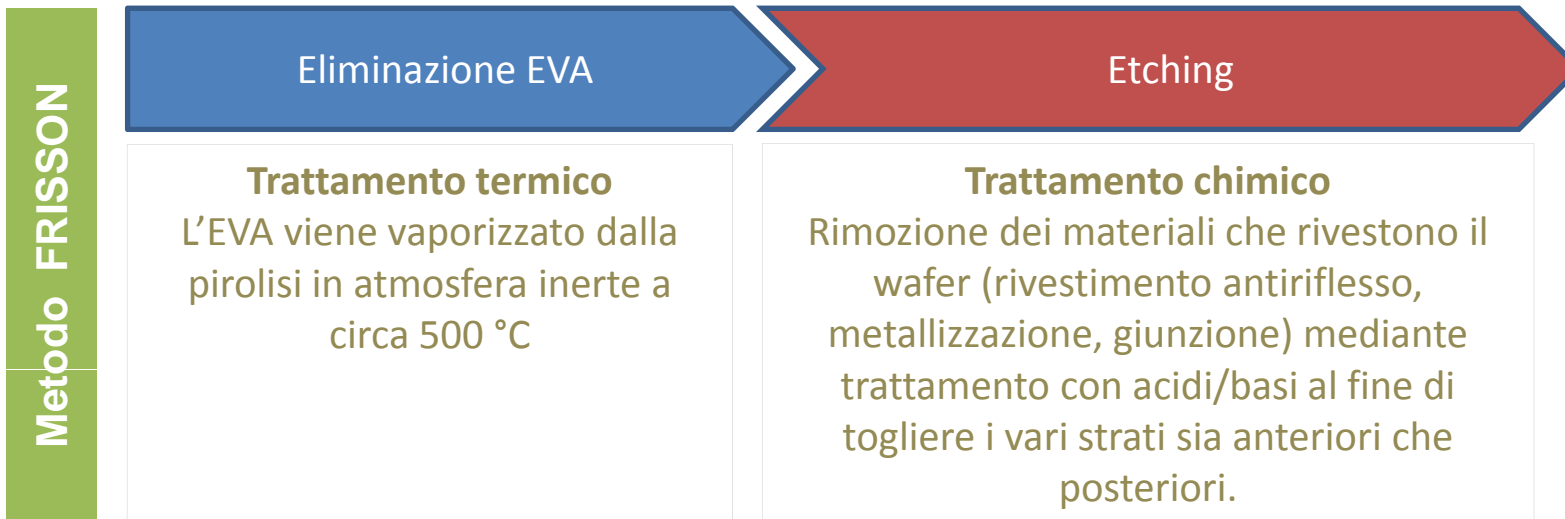 Metodo FRISSON
Eliminazione EVA
Etching
Trattamento termico
L’EVA viene vaporizzato dalla
pirolisi in atmosfera inerte a
circa 500 °C
Trattamento chimico
Rimozione dei materiali che rivestono il
wafer (rivestimento antiriflesso,
metallizzazione, giunzione) mediante
trattamento con acidi/basi al fine di
togliere i vari strati sia anteriori che
posteriori.